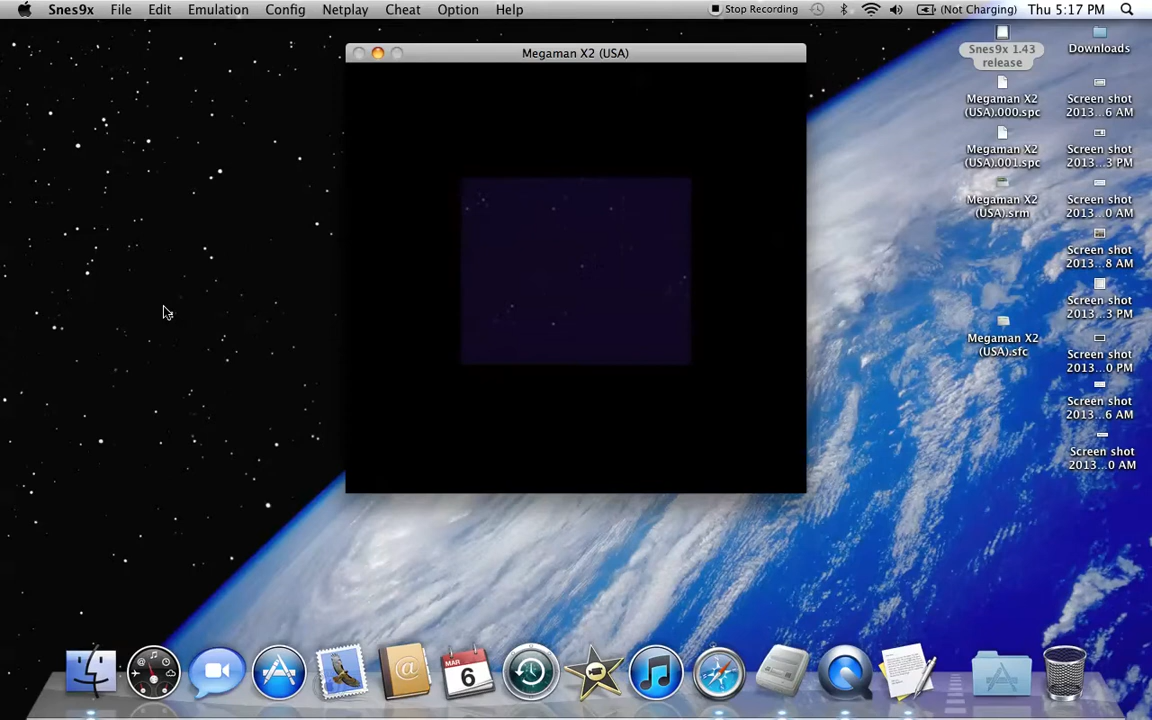 Snes9x File Edit Emulation Config Netplay Cheat Option Help Stop Recording (Not Charging) Thu 5:17 PM
Megaman X2 (USA)
Snes9x 1.43
release
Downloads
Megaman X2
(USA).000.spc
Screen shot
2013...6 AM
Megaman X2
(USA).001.spc
Screen shot
2013...3 PM
Megaman X2
(USA).srm
Screen shot
2013...0 AM
Screen shot
2013...8 AM
Screen shot
2013...3 PM
Megaman X2
(USA).sfc
Screen shot
2013...0 PM
Screen shot
2013...6 AM
Screen shot
2013...0 AM
MAR
6